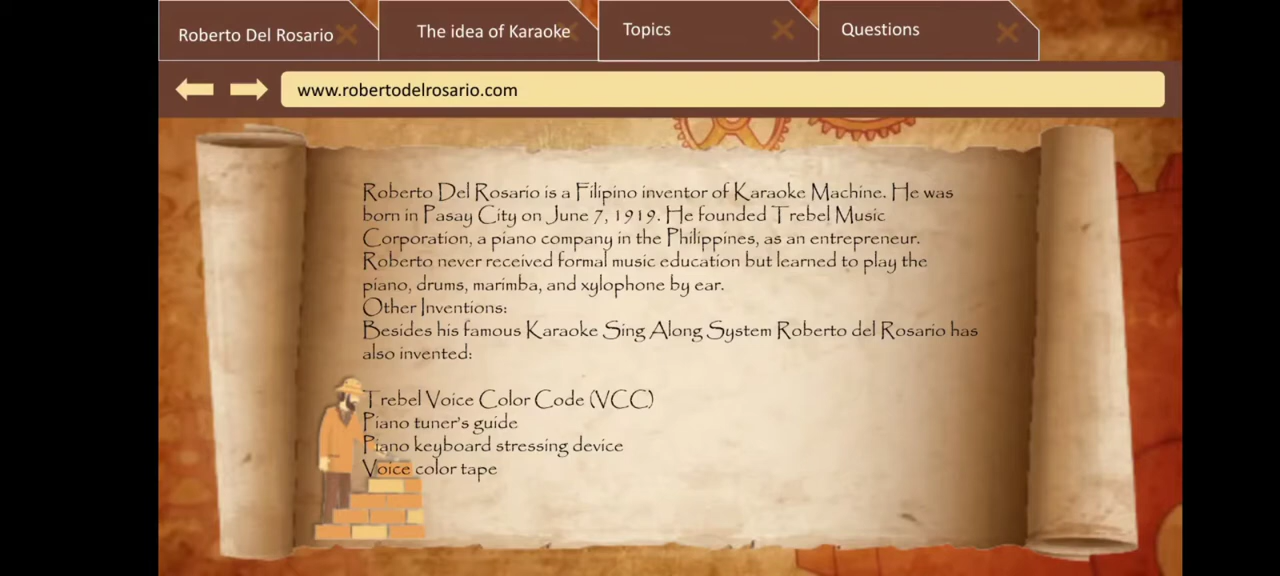 Roberto Del Rosario
The idea of Karaoke
Topics
Questions
www.robertodelrosario.com
Roberto Del Rosario is a Filipino inventor of Karaoke Machine. He was
born in Pasay City on June 7, 1919. He founded Trebel Music
Corporation, a piano company in the Philippines, as an entrepreneur.
Roberto never received formal music education but learned to play the
piano, drums, marimba, and xylophone by ear.
Other Inventions:
Besides his famous Karaoke Sing Along System Roberto del Rosario has
also invented:
Trebel Voice Color Code (VCC)
Piano tuner's guide
Piano keyboard stressing device
Voice color tape